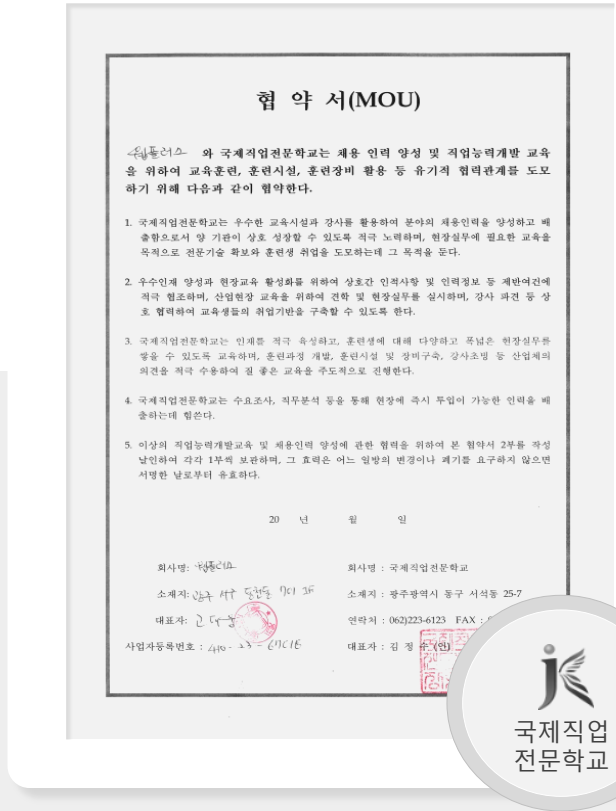 협 약 서(MOU)
와 국제직업전문학교는 채용 인력 양성 및 직업능력개발 교육
을 위하여 교육훈련, 훈련시설, 훈련장비 활용 등 유기적 협력관계를 도모
하기 위해 다음과 같이 협약한다.
1. 국제직업전문학교는 우수한 교육시설과 강사를 활용하여 분야의 채용인력을 양성하고 배
출함으로서 양 기관이 상호 성장할 수 있도록 적극 노력하며, 현장실무에 필요한 교육을
목적으로 전문기술 확보와 훈련생 취업을 도모하는데 그 목적을 둔다.
2. 우수인재 양성과 현장교육 활성화를 위하여 상호간 인적사항 및 인력정보 등 제반여건에
적극 협조하며, 산업현장 교육을 위하여 견학 및 현장실무를 실시하며, 강사 파견 등 상
호 협력하여 교육생들의 취업기반을 구축할 수 있도록 한다.
3. 국제직업전문학교는 인재를 적극 육성하고, 훈련생에 대해 다양하고 폭넓은 현장실무를
쌓을 수 있도록 교육하며, 훈련과정 개발, 훈련시설 및 장비구축, 강사초빙 등 산업체의
의견을 적극 수용하여 질 좋은 교육을 주도적으로 진행한다.
4. 국제직업전문학교는 수요조사, 직무분석 등을 통해 현장에 즉시 투입이 가능한 인력을 배
출하는데 힘쓴다.
5. 이상의 직업능력개발교육 및 채용인력 양성에 관한 협력을 위하여 본 협약서 2부를 작성
날인하여 각각 1부씩 보관하며, 그 효력은 어느 일방의 변경이나 폐기를 요구하지 않으면
서명한 날로부터 유효하다.
20 년 월 일
회사명:
소재지: 광주 서구
대표자:
사업자등록번호 : 410-
회사명 : 국제직업전문학교
소재지 : 광주광역시 동구 서석동 25-7
연락처 : 062)223-6123 FAX :
대표자 : 김 정 수 (인)
국제직업
전문학교